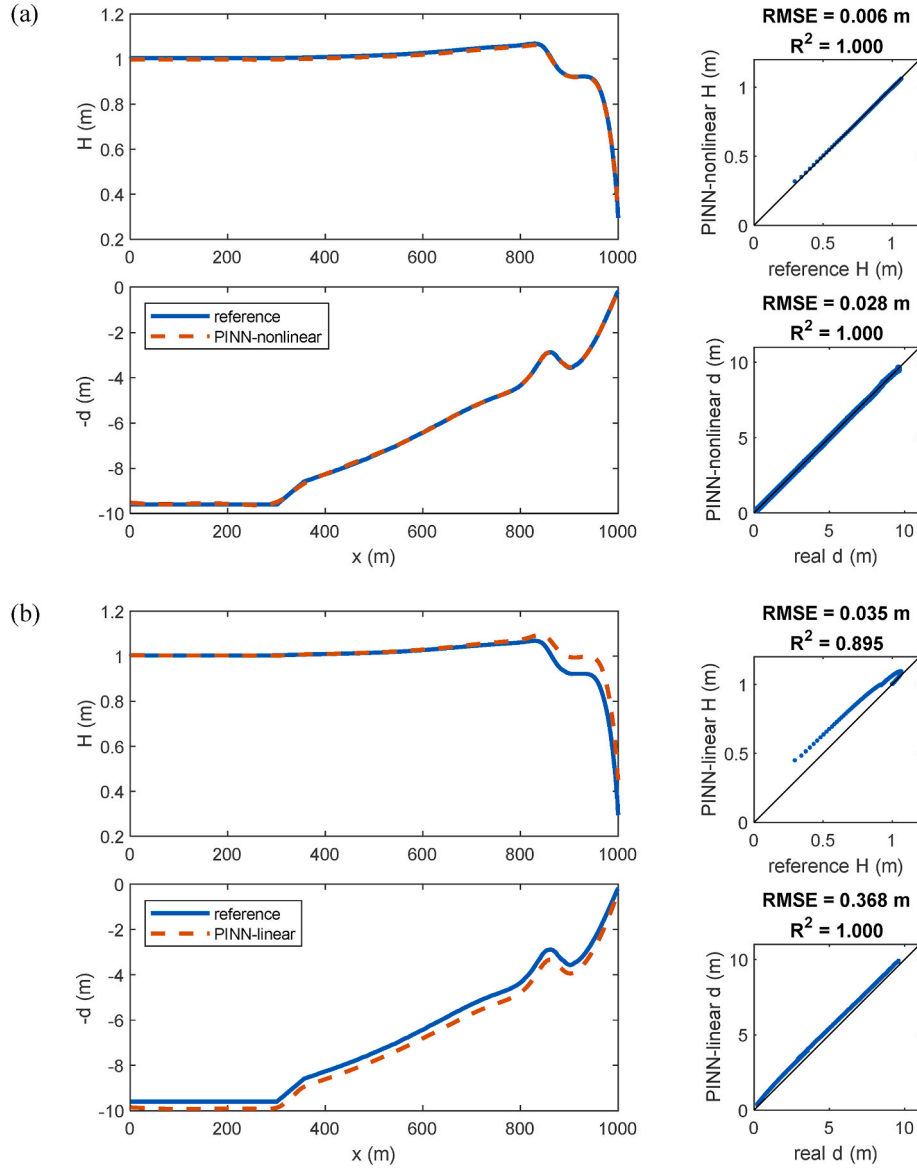 (a)
1.2
1
0.8
0.6
0.4
0.2
H (m)
0 200 400 600 800 1000
RMSE = 0.006 m
R² = 1.000
PINN-nonlinear H (m)
1
0.5
0
0 0.5 1
reference H (m)
0
-2
-4
-6
-8
-10
-d (m)
reference
PINN-nonlinear
0 200 400 600 800 1000
x (m)
RMSE = 0.028 m
R² = 1.000
PINN-nonlinear d (m)
10
5
0
0 5 10
real d (m)
(b)
1.2
1
0.8
0.6
0.4
0.2
H (m)
0 200 400 600 800 1000
RMSE = 0.035 m
R² = 0.895
PINN-linear H (m)
1
0.5
0
0 0.5 1
reference H (m)
0
-2
-4
-6
-8
-10
-d (m)
reference
PINN-linear
0 200 400 600 800 1000
x (m)
RMSE = 0.368 m
R² = 1.000
PINN-linear d (m)
10
5
0
0 5 10
real d (m)